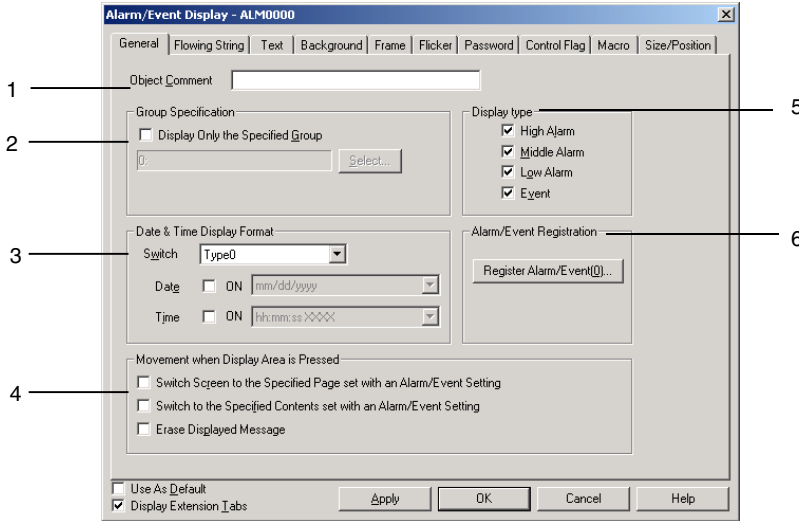 Alarm/Event Display - ALM0000
General Flowing String Text Background Frame Flicker Password Control Flag Macro Size/Position
1 Object Comment
Group Specification
2 Display Only the Specified Group
0: Select...
Display type 5
High Alarm
Middle Alarm
Low Alarm
Event
Date & Time Display Format
3 Switch Type0
Date ON mm/dd/yyyy
Time ON hh:mm:ss XXXX
Alarm/Event Registration 6
Register Alarm/Event(0)...
Movement when Display Area is Pressed
Switch Screen to the Specified Page set with an Alarm/Event Setting
4 Switch to the Specified Contents set with an Alarm/Event Setting
Erase Displayed Message
Use As Default
Display Extension Tabs
Apply OK Cancel Help